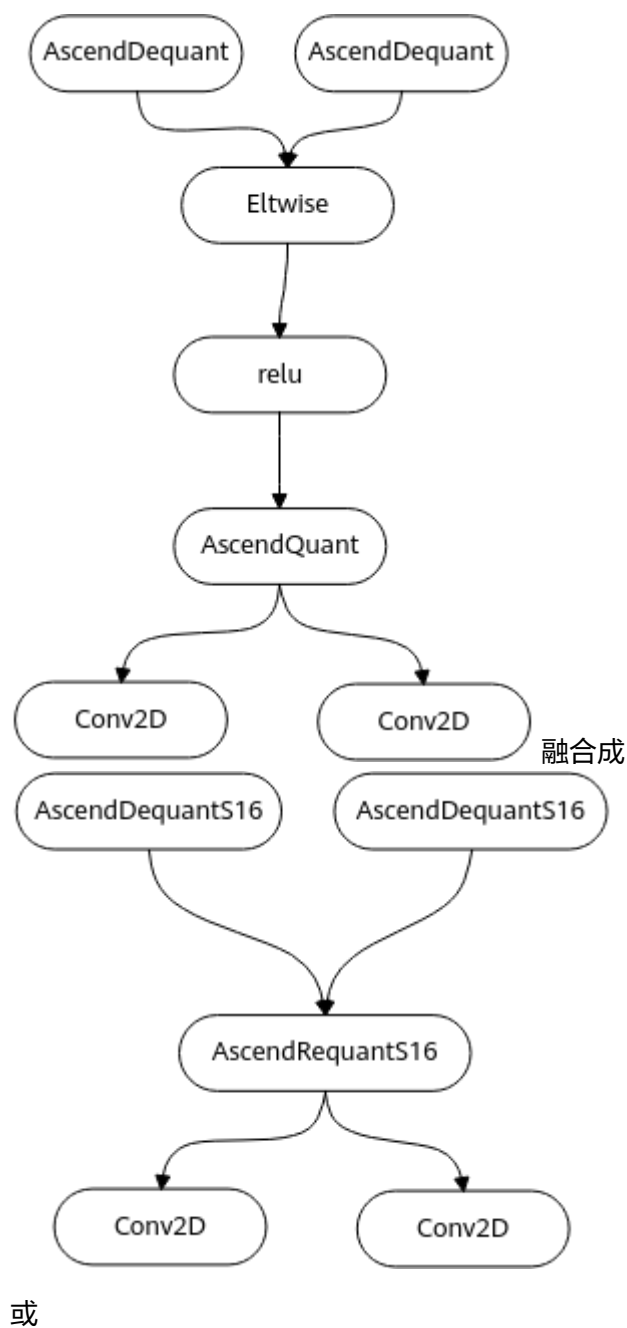 AscendDequant AscendDequant
Eltwise
relu
AscendQuant
Conv2D Conv2D
融合成
AscendDequantS16 AscendDequantS16
AscendRequantS16
Conv2D Conv2D
或